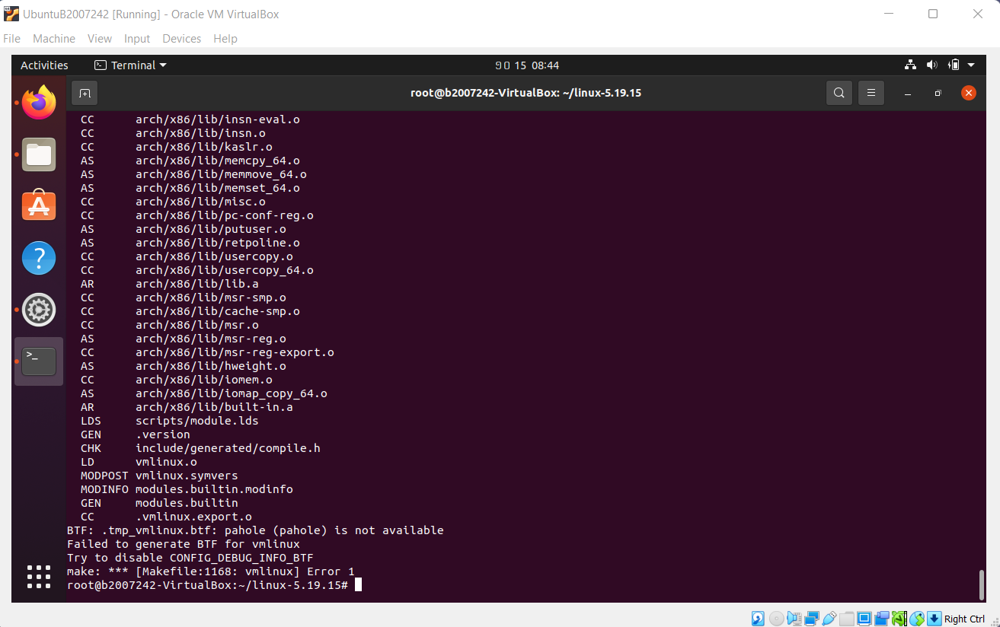 UbuntuB2007242 [Running] - Oracle VM VirtualBox
File Machine View Input Devices Help
Activities Terminal 15 08:44
root@b2007242-VirtualBox: ~/linux-5.19.15
CC arch/x86/lib/insn-eval.o
CC arch/x86/lib/insn.o
CC arch/x86/lib/kaslr.o
AS arch/x86/lib/memcpy_64.o
AS arch/x86/lib/memmove_64.o
AS arch/x86/lib/memset_64.o
CC arch/x86/lib/misc.o
CC arch/x86/lib/pc-conf-reg.o
AS arch/x86/lib/putuser.o
AS arch/x86/lib/retpoline.o
CC arch/x86/lib/usercopy.o
CC arch/x86/lib/usercopy_64.o
AR arch/x86/lib/lib.a
CC arch/x86/lib/msr-smp.o
CC arch/x86/lib/cache-smp.o
CC arch/x86/lib/msr.o
AS arch/x86/lib/msr-reg.o
CC arch/x86/lib/msr-reg-export.o
AS arch/x86/lib/hweight.o
CC arch/x86/lib/iomem.o
AS arch/x86/lib/iomap_copy_64.o
AR arch/x86/lib/built-in.a
LDS scripts/module.lds
GEN .version
CHK include/generated/compile.h
LD vmlinux.o
MODPOST vmlinux.symvers
MODINFO modules.builtin.modinfo
GEN modules.builtin
CC .vmlinux.export.o
BTF: .tmp_vmlinux.btf: pahole (pahole) is not available
Failed to generate BTF for vmlinux
Try to disable CONFIG_DEBUG_INFO_BTF
make: *** [Makefile:1168: vmlinux] Error 1
root@b2007242-VirtualBox:~/linux-5.19.15#
Right Ctrl